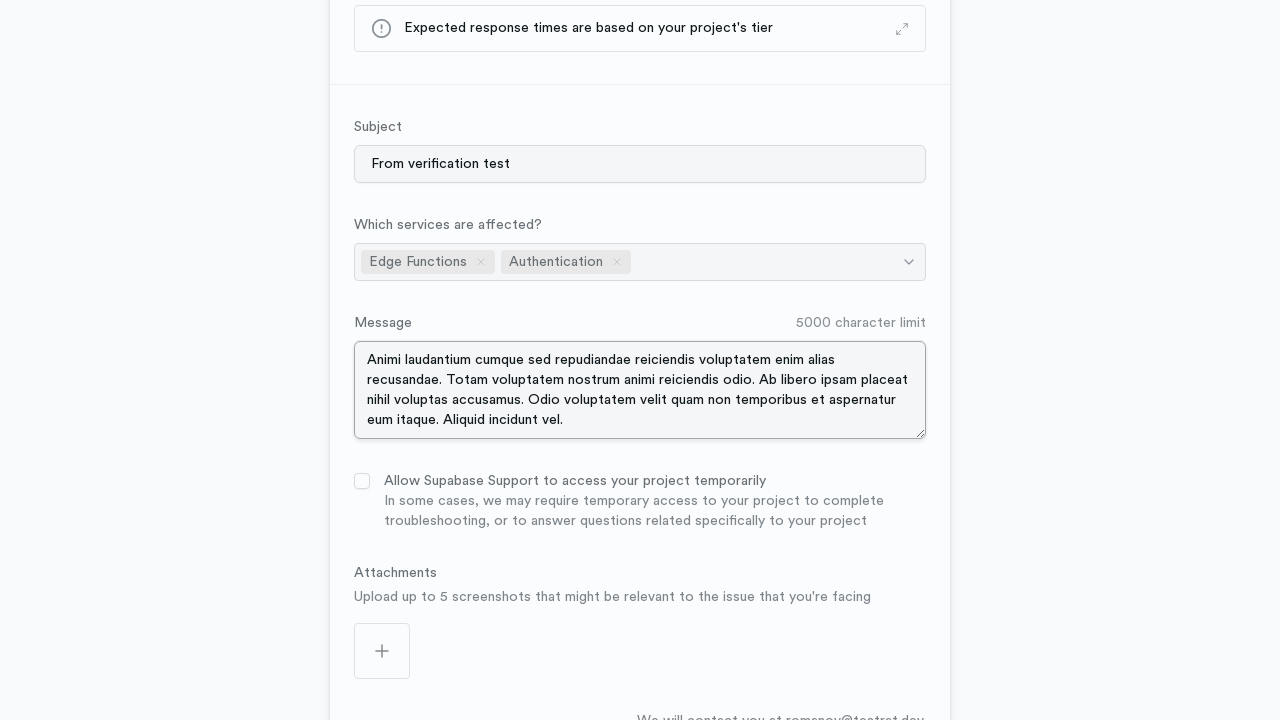 Expected response times are based on your project's tier
Subject
From verification test
Which services are affected?
Edge Functions
Authentication
Message
5000 character limit
Animi laudantium cumque sed repudiandae reiciendis voluptatem enim alias
recusandae. Totam voluptatem nostrum animi reiciendis odio. Ab libero ipsam placeat
nihil voluptas accusamus. Odio voluptatem velit quam non temporibus et aspernatur
eum itaque. Aliquid incidunt vel.
Allow Supabase Support to access your project temporarily
In some cases, we may require temporary access to your project to complete
troubleshooting, or to answer questions related specifically to your project
Attachments
Upload up to 5 screenshots that might be relevant to the issue that you're facing
We will contact you at